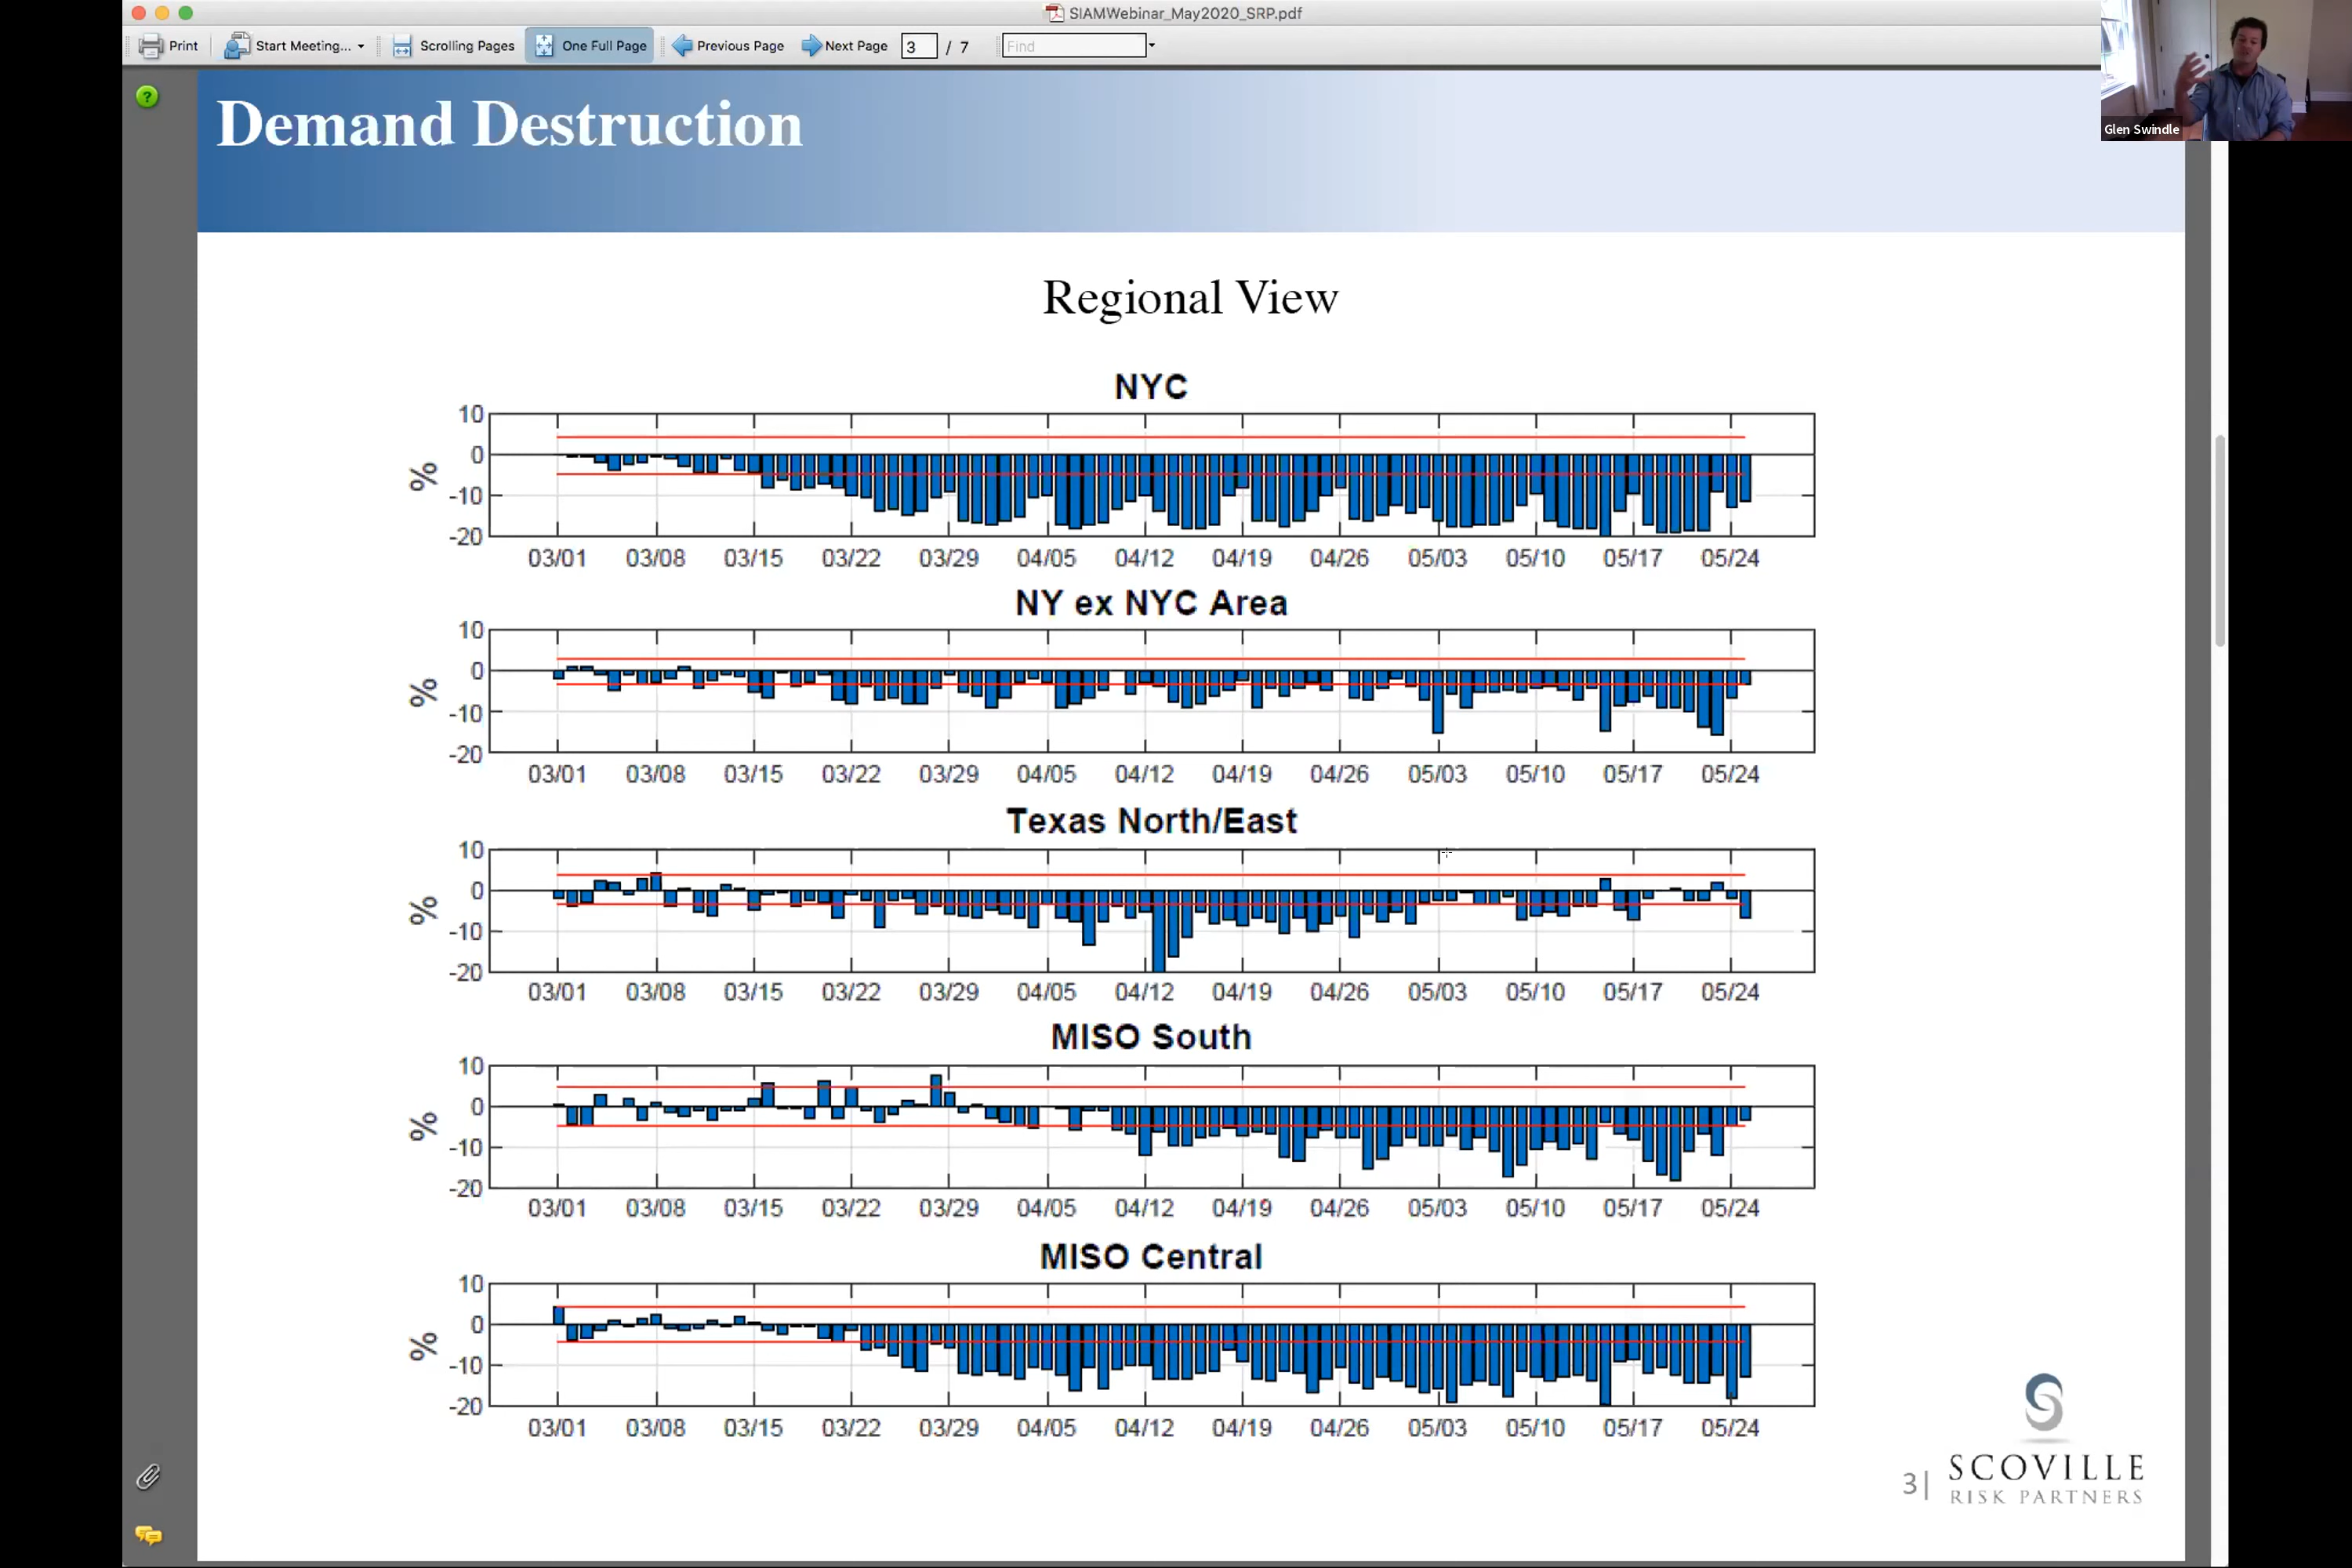 SIAMWebinar_May2020_SRP.pdf
Print Start Meeting... Scrolling Pages One Full Page Previous Page Next Page 3 / 7 Find
Glen Swindle
?
Demand Destruction
Regional View
NYC
10
0
-10
-20
%
03/01 03/08 03/15 03/22 03/29 04/05 04/12 04/19 04/26 05/03 05/10 05/17 05/24
NY ex NYC Area
10
0
-10
-20
%
03/01 03/08 03/15 03/22 03/29 04/05 04/12 04/19 04/26 05/03 05/10 05/17 05/24
Texas North/East
10
0
-10
-20
%
03/01 03/08 03/15 03/22 03/29 04/05 04/12 04/19 04/26 05/03 05/10 05/17 05/24
MISO South
10
0
-10
-20
%
03/01 03/08 03/15 03/22 03/29 04/05 04/12 04/19 04/26 05/03 05/10 05/17 05/24
MISO Central
10
0
-10
-20
%
03/01 03/08 03/15 03/22 03/29 04/05 04/12 04/19 04/26 05/03 05/10 05/17 05/24
3| SCOVILLE
RISK PARTNERS